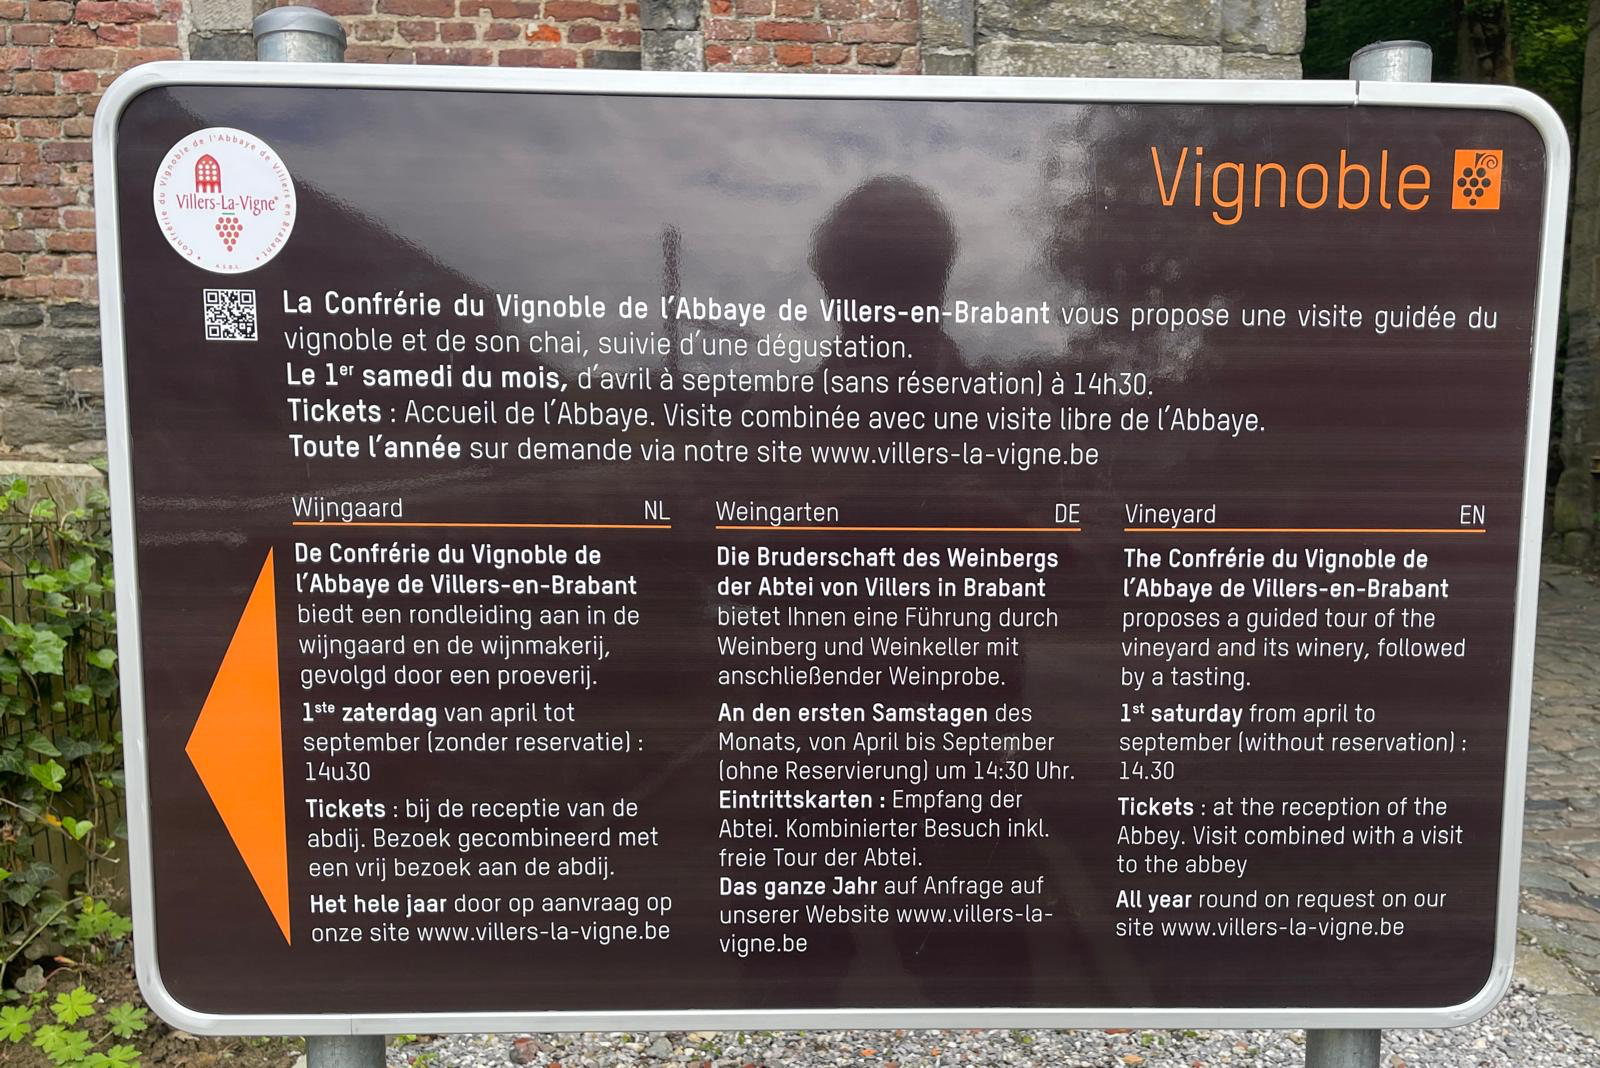 Confrérie du Vignoble de l'Abbaye de Villers en Brabant
Villers-La-Vigne®
Vignoble
La Confrérie du Vignoble de l'Abbaye de Villers-en-Brabant vous propose une visite guidée du
vignoble et de son chai, suivie d'une dégustation.
Le 1er samedi du mois, d'avril à septembre (sans réservation) à 14h30.
Tickets : Accueil de l'Abbaye. Visite combinée avec une visite libre de l'Abbaye.
Toute l'année sur demande via notre site www.villers-la-vigne.be
Wijngaard NL
De Confrérie du Vignoble de
l'Abbaye de Villers-en-Brabant
biedt een rondleiding aan in de
wijngaard en de wijnmakerij,
gevolgd door een proeverij.
1ste zaterdag van april tot
september (zonder reservatie) :
14u30
Tickets : bij de receptie van de
abdij. Bezoek gecombineerd met
een vrij bezoek aan de abdij.
Het hele jaar door op aanvraag op
onze site www.villers-la-vigne.be
Weingarten DE
Die Bruderschaft des Weinbergs
der Abtei von Villers in Brabant
bietet Ihnen eine Führung durch
Weinberg und Weinkeller mit
anschließender Weinprobe.
An den ersten Samstagen des
Monats, von April bis September
(ohne Reservierung) um 14:30 Uhr.
Eintrittskarten : Empfang der
Abtei. Kombinierter Besuch inkl.
freie Tour der Abtei.
Das ganze Jahr auf Anfrage auf
unserer Website www.villers-la-
vigne.be
Vineyard EN
The Confrérie du Vignoble de
l'Abbaye de Villers-en-Brabant
proposes a guided tour of the
vineyard and its winery, followed
by a tasting.
1st saturday from april to
september (without reservation) :
14.30
Tickets : at the reception of the
Abbey. Visit combined with a visit
to the abbey
All year round on request on our
site www.villers-la-vigne.be